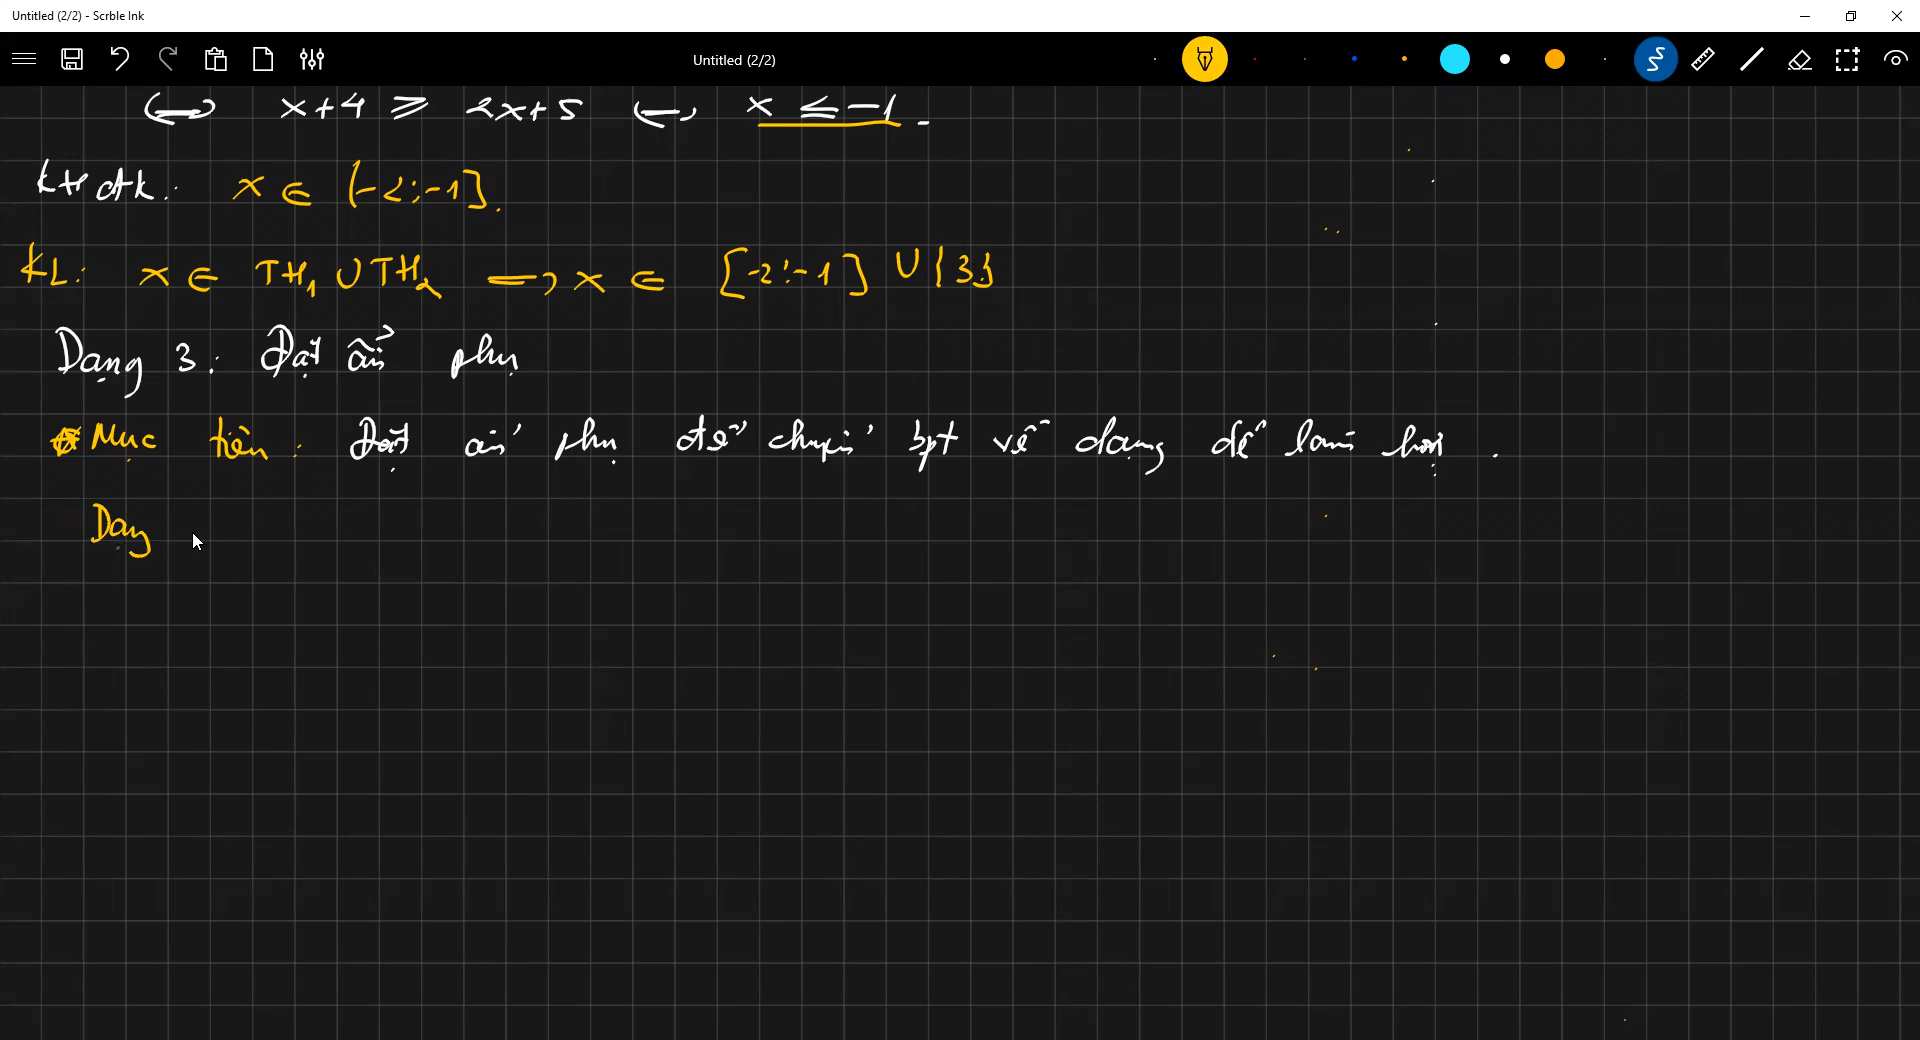 Untitled (2/2) - Scrble Ink
Untitled (2/2)
⟺ x+4 ⩾ 2x+5 ⟺ x ≤ -1.
KH đk: x ∈ [-2;-1].
KL: x ∈ TH₁ ∪ TH₂ ⟹ x ∈ [-2;-1] ∪ {3}
Dạng 3: Đặt ẩn phụ
Mục tiêu: Đặt ẩn phụ để chuyển bpt về dạng dễ làm hơn.
Dạng